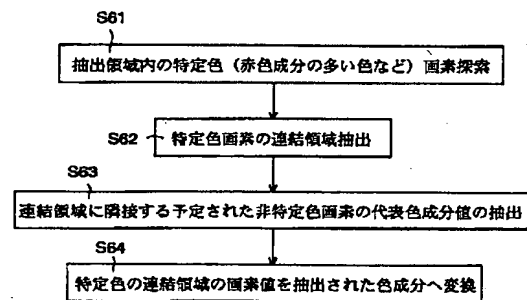 S61
抽出領域内の特定色（赤色成分の多い色など）画素探索
S62
特定色画素の連結領域抽出
S63
連結領域に隣接する予定された非特定色画素の代表色成分値の抽出
S64
特定色の連結領域の画素値を抽出された色成分へ変換